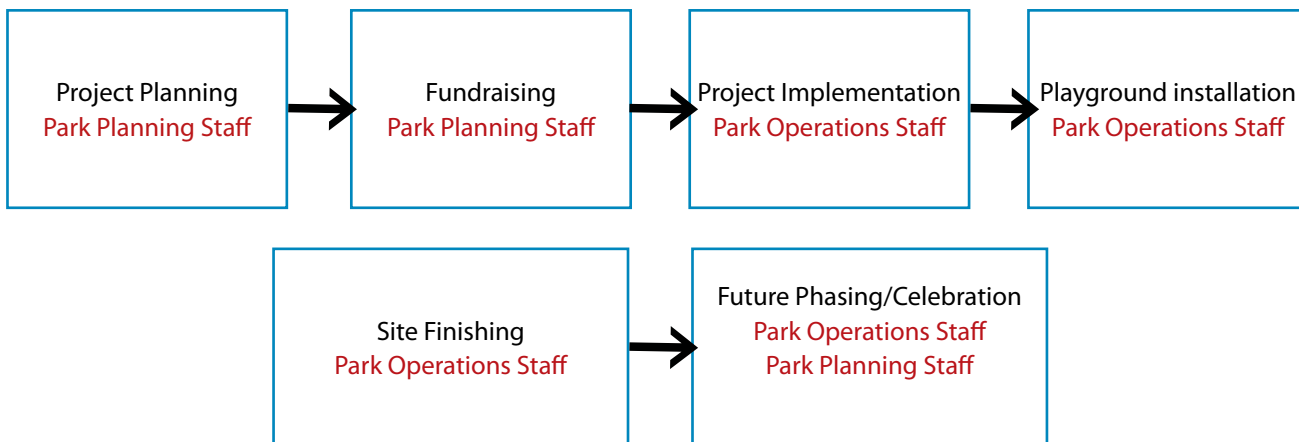 Project Planning
Park Planning Staff
Fundraising
Park Planning Staff
Project Implementation
Park Operations Staff
Playground installation
Park Operations Staff
Site Finishing
Park Operations Staff
Future Phasing/Celebration
Park Operations Staff
Park Planning Staff